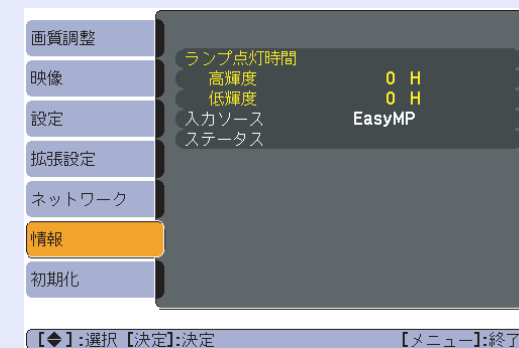 画質調整
映像
設定
拡張設定
ネットワーク
情報
初期化
ランプ点灯時間
高輝度 0 H
低輝度 0 H
入力ソース EasyMP
ステータス
【◆】:選択 【決定】:決定 【メニュー】:終了